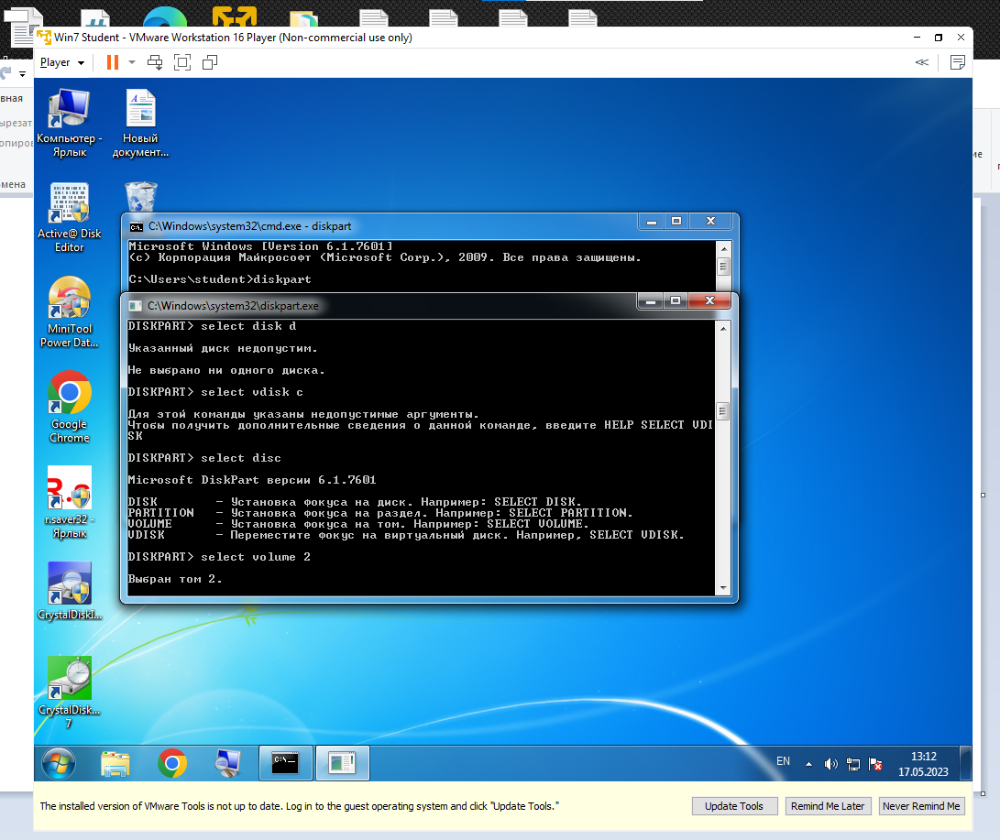 Win7 Student - VMware Workstation 16 Player (Non-commercial use only)
Player
вная
ырезат
опиров
мена
ие
Компьютер -
Ярлык
Новый
документ...
Active@ Disk
Editor
MiniTool
Power Dat...
Google
Chrome
R.s
r.saver32 -
Ярлык
CrystalDiskI...
CrystalDisk...
7
C:\Windows\system32\cmd.exe - diskpart
Microsoft Windows [Version 6.1.7601]
(c) Корпорация Майкрософт (Microsoft Corp.), 2009. Все права защищены.
C:\Users\student>diskpart
C:\Windows\system32\diskpart.exe
DISKPART> select disk d
Указанный диск недопустим.
Не выбрано ни одного диска.
DISKPART> select vdisk c
Для этой команды указаны недопустимые аргументы.
Чтобы получить дополнительные сведения о данной команде, введите HELP SELECT VDI
SK
DISKPART> select disc
Microsoft DiskPart версии 6.1.7601
DISK - Установка фокуса на диск. Например: SELECT DISK.
PARTITION - Установка фокуса на раздел. Например: SELECT PARTITION.
VOLUME - Установка фокуса на том. Например: SELECT VOLUME.
VDISK - Переместите фокус на виртуальный диск. Например, SELECT VDISK.
DISKPART> select volume 2
Выбран том 2.
EN
13:12
17.05.2023
The installed version of VMware Tools is not up to date. Log in to the guest operating system and click "Update Tools."
Update Tools
Remind Me Later
Never Remind Me